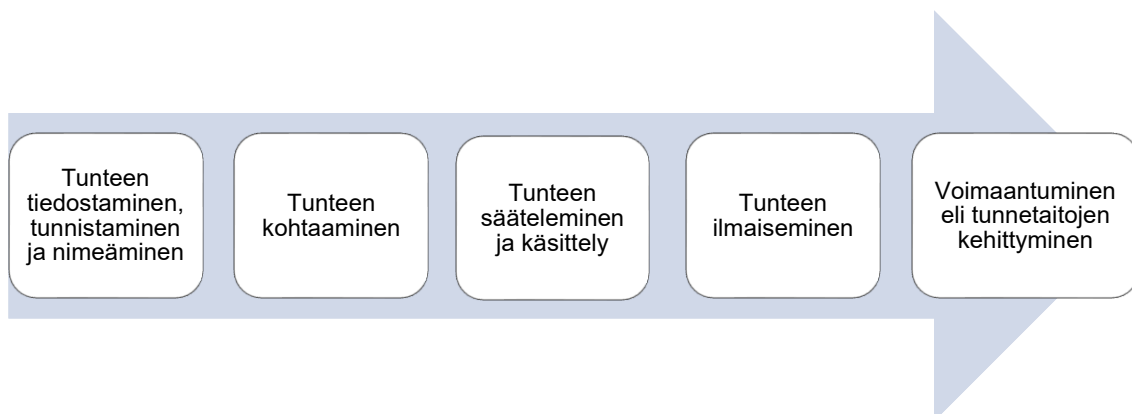 Tunteen
tiedostaminen,
tunnistaminen
ja nimeäminen
Tunteen
kohtaaminen
Tunteen
sääteleminen
ja käsittely
Tunteen
ilmaiseminen
Voimaantuminen
eli tunnetaitojen
kehittyminen